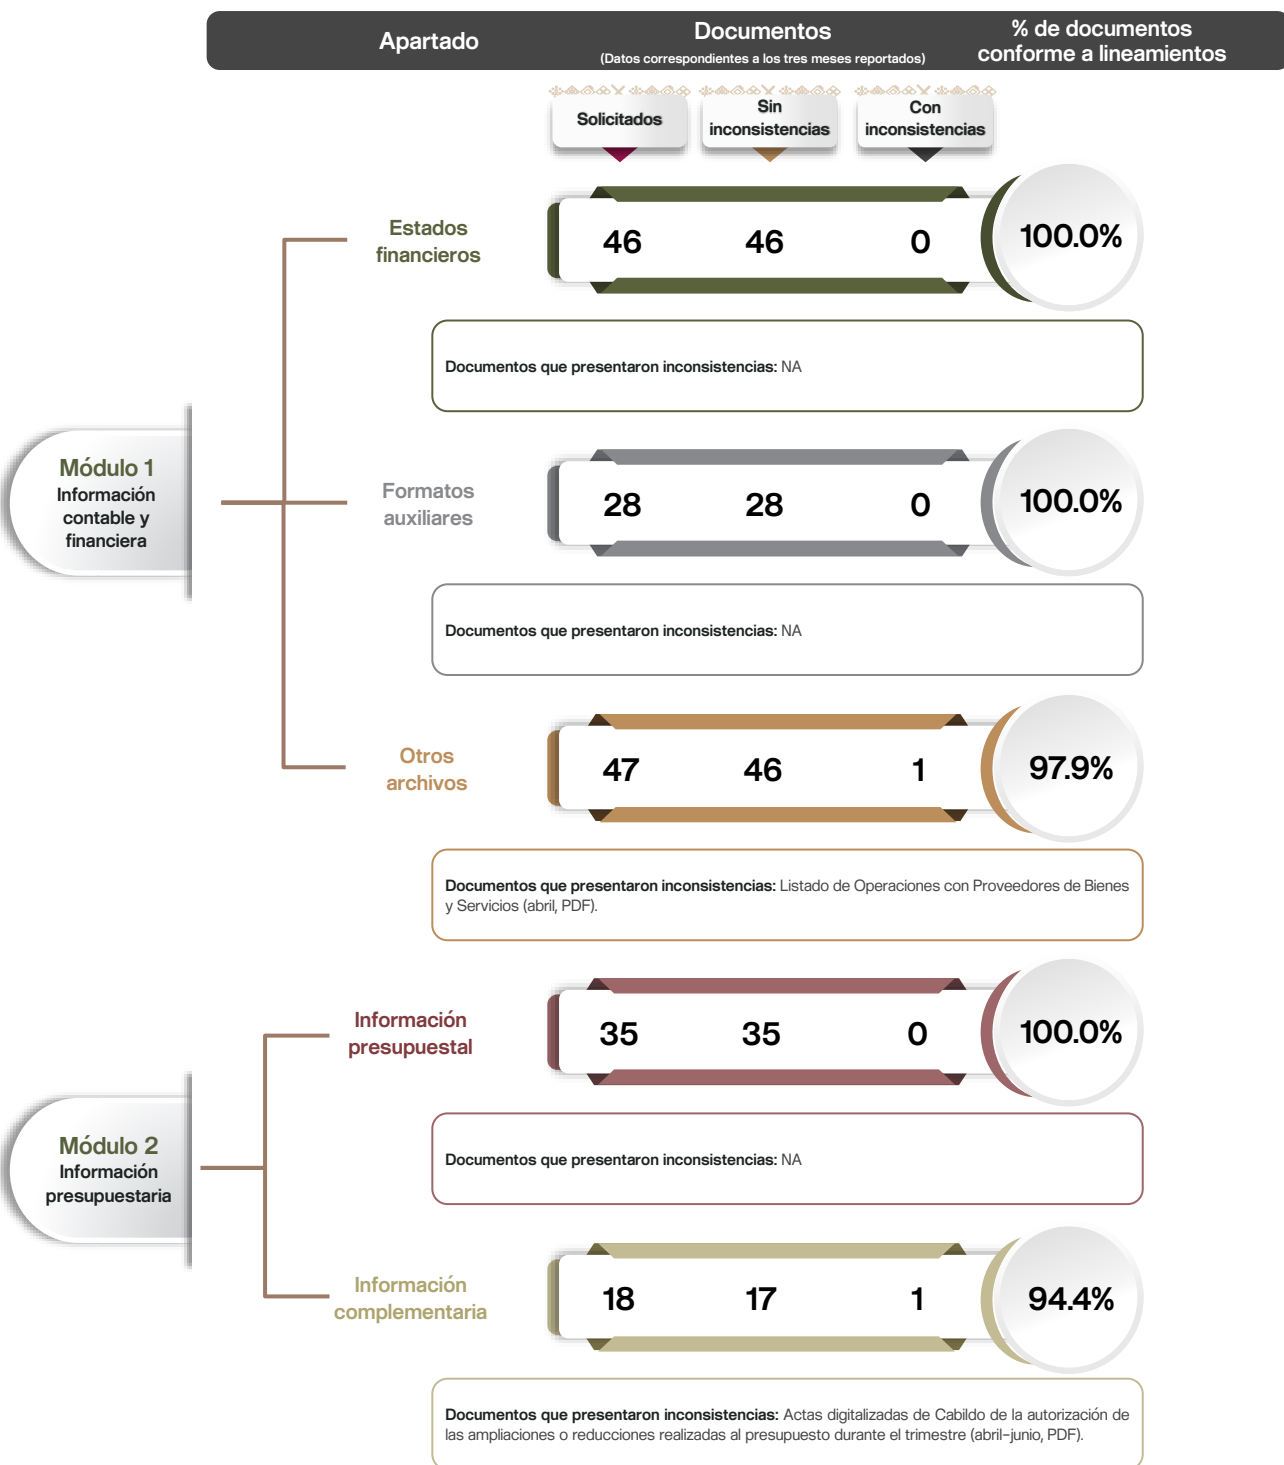 Apartado
Documentos
(Datos correspondientes a los tres meses reportados)
% de documentos
conforme a lineamientos
Solicitados
Sin
inconsistencias
Con
inconsistencias
Módulo 1
Información
contable y
financiera
Estados
financieros
46 46 0 100.0%
Documentos que presentaron inconsistencias: NA
Formatos
auxiliares
28 28 0 100.0%
Documentos que presentaron inconsistencias: NA
Otros
archivos
47 46 1 97.9%
Documentos que presentaron inconsistencias: Listado de Operaciones con Proveedores de Bienes
y Servicios (abril, PDF).
Módulo 2
Información
presupuestaria
Información
presupuestal
35 35 0 100.0%
Documentos que presentaron inconsistencias: NA
Información
complementaria
18 17 1 94.4%
Documentos que presentaron inconsistencias: Actas digitalizadas de Cabildo de la autorización de
las ampliaciones o reducciones realizadas al presupuesto durante el trimestre (abril-junio, PDF).